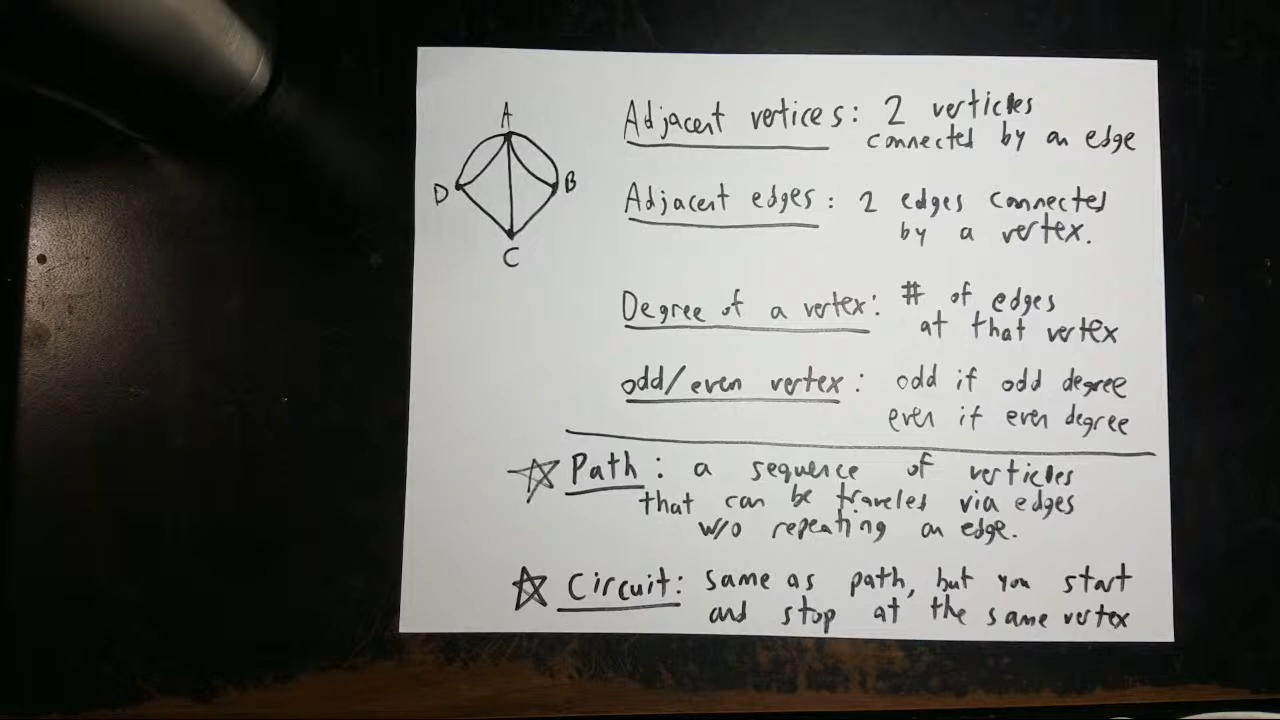 A
D
B
C
Adjacent vertices: 2 verticles
connected by an edge
Adjacent edges: 2 edges connected
by a vertex.
Degree of a vertex: # of edges
at that vertex
odd/even vertex: odd if odd degree
even if even degree
Path: a sequence of verticles
that can be traveles via edges
w/o repeating an edge.
Circuit: same as path, but you start
and stop at the same vertex